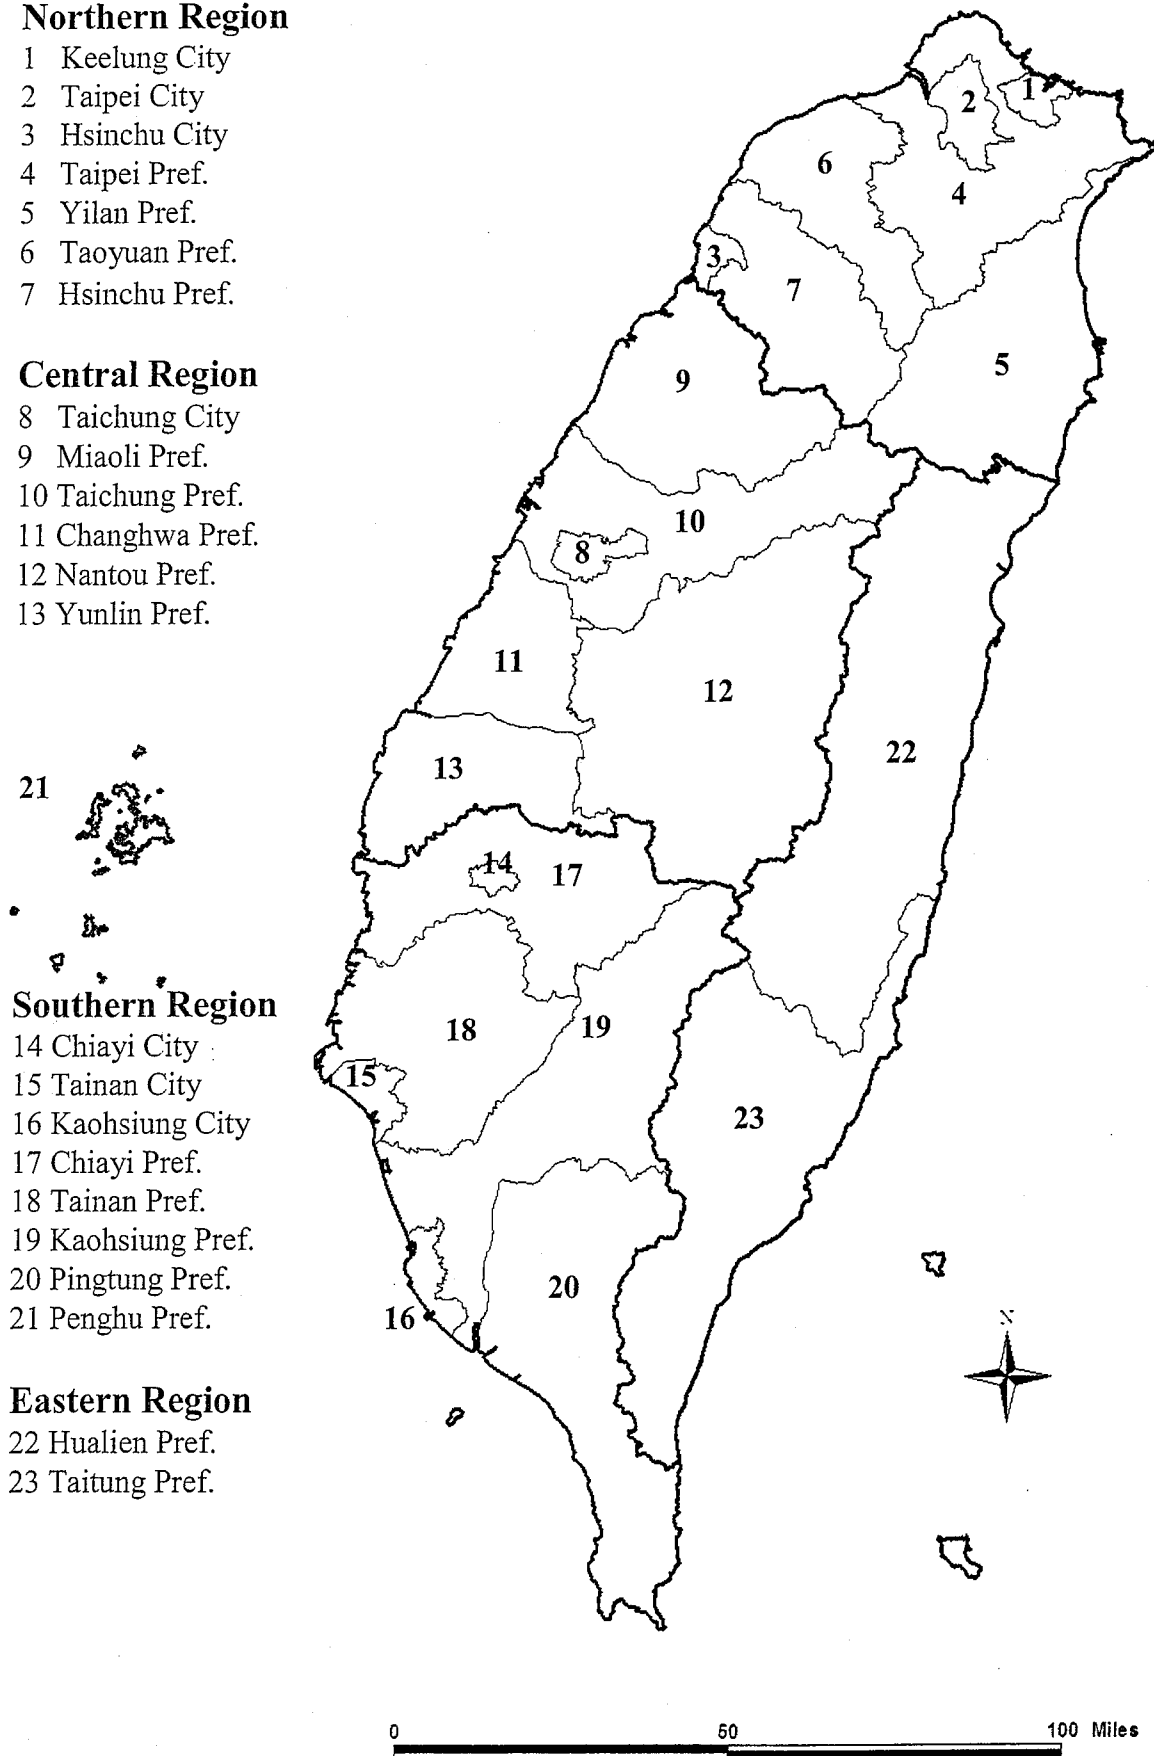 Northern Region
1 Keelung City
2 Taipei City
3 Hsinchu City
4 Taipei Pref.
5 Yilan Pref.
6 Taoyuan Pref.
7 Hsinchu Pref.
Central Region
8 Taichung City
9 Miaoli Pref.
10 Taichung Pref.
11 Changhwa Pref.
12 Nantou Pref.
13 Yunlin Pref.
Southern Region
14 Chiayi City
15 Tainan City
16 Kaohsiung City
17 Chiayi Pref.
18 Tainan Pref.
19 Kaohsiung Pref.
20 Pingtung Pref.
21 Penghu Pref.
Eastern Region
22 Hualien Pref.
23 Taitung Pref.
1
2
6
4
3
7
5
9
10
8
11
12
22
13
21
14
17
18
19
15
23
20
16
N
0 50 100 Miles